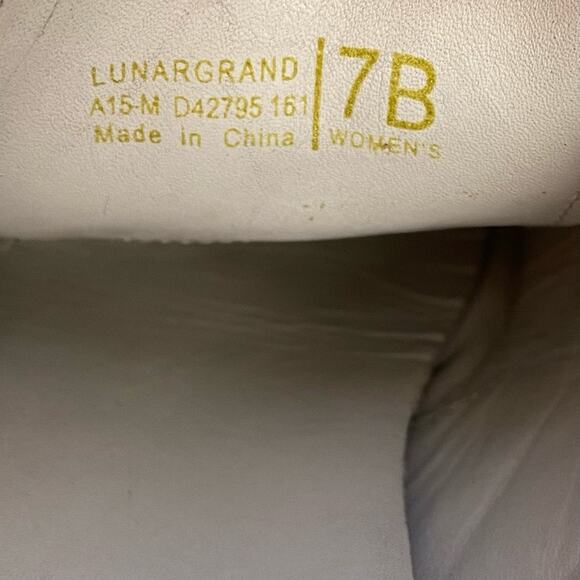 LUNARGRAND
A15-M D42795 161
Made in China
7B
WOMEN'S